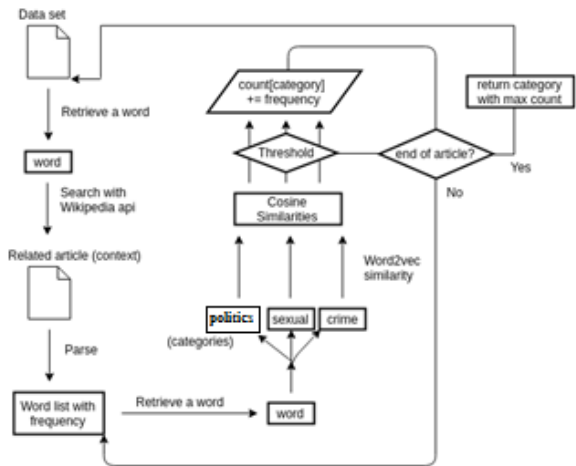 Data set
Retrieve a word
word
Search with
Wikipedia api
Related article (context)
Parse
Word list with
frequency
Retrieve a word
word
(categories)
politics
sexual
crime
Word2vec
similarity
Cosine
Similarities
Threshold
count[category]
+= frequency
end of article?
Yes
No
return category
with max count